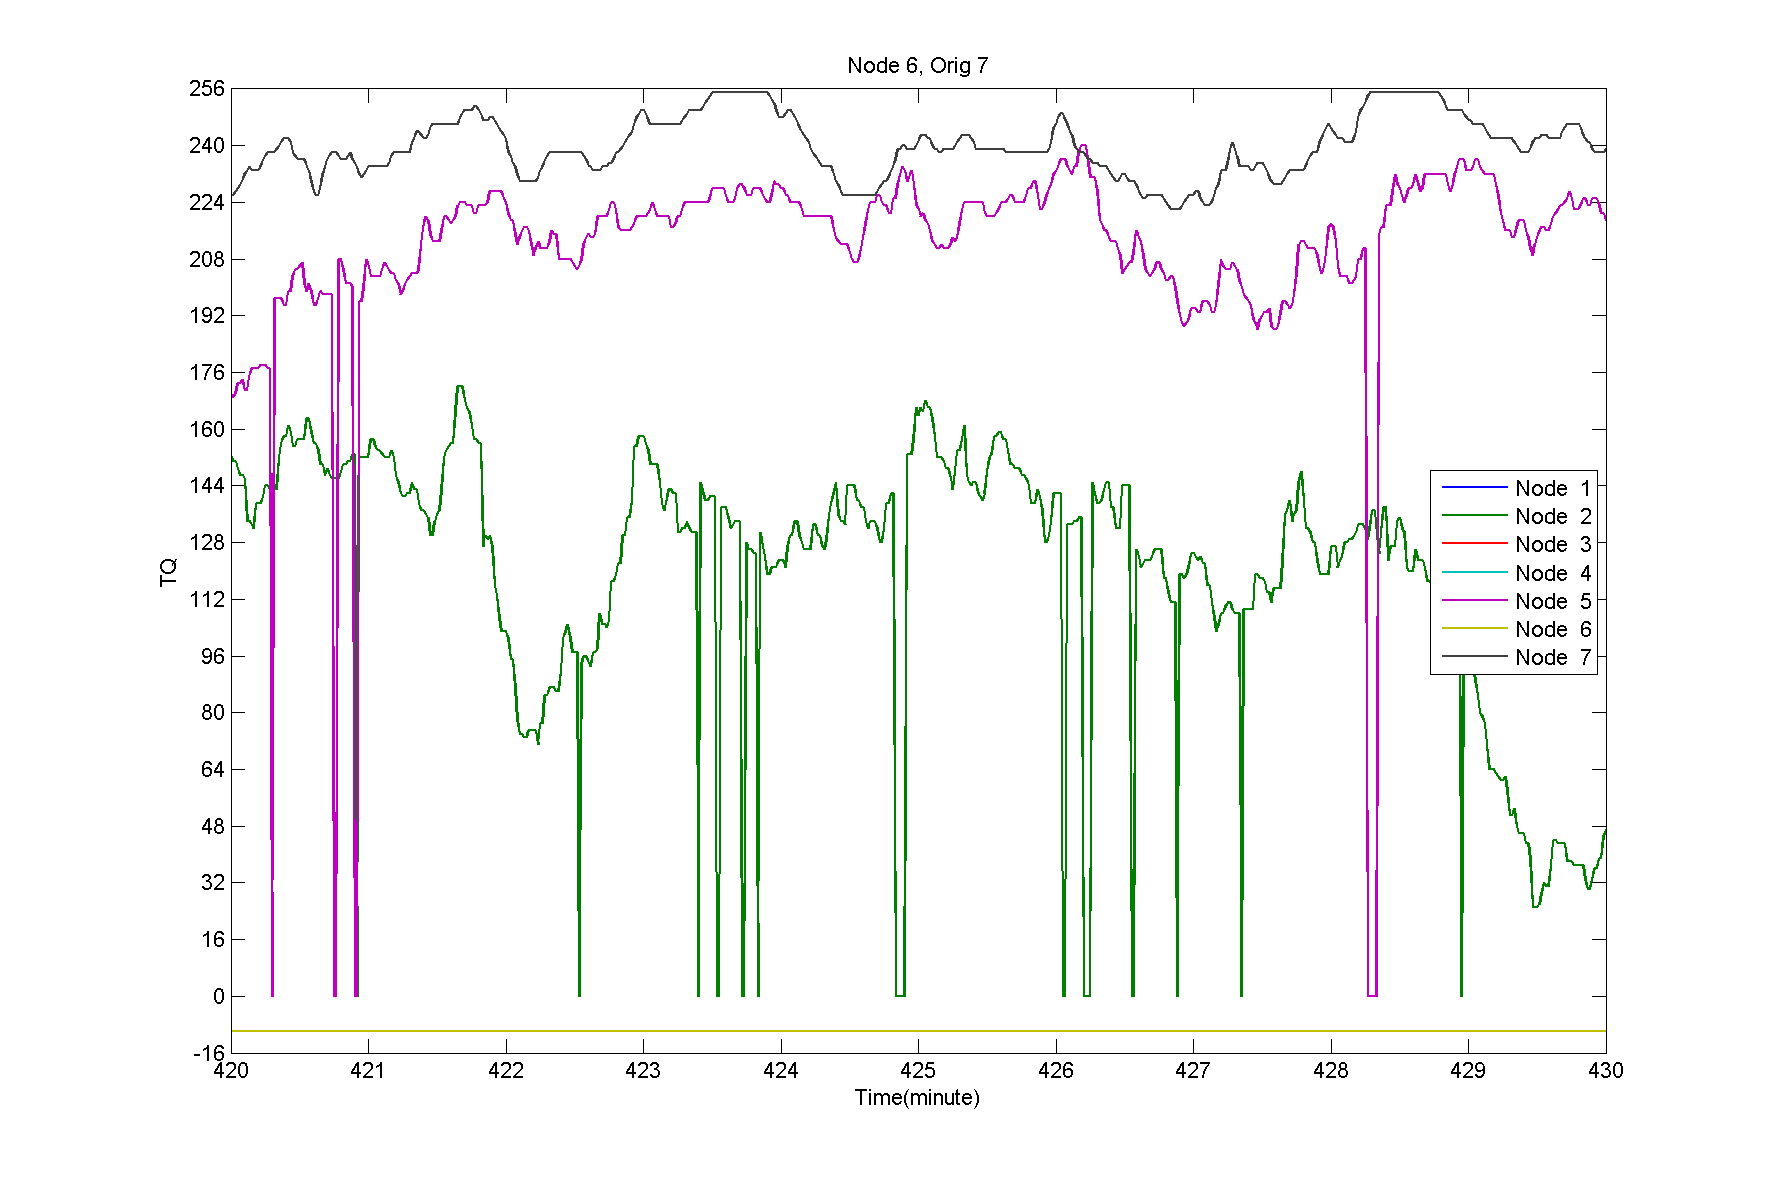 Node 6, Orig 7
256
240
224
208
192
176
160
144
128
112
96
80
64
48
32
16
0
-16
TQ
420 421 422 423 424 425 426 427 428 429 430
Time(minute)
Node 1
Node 2
Node 3
Node 4
Node 5
Node 6
Node 7